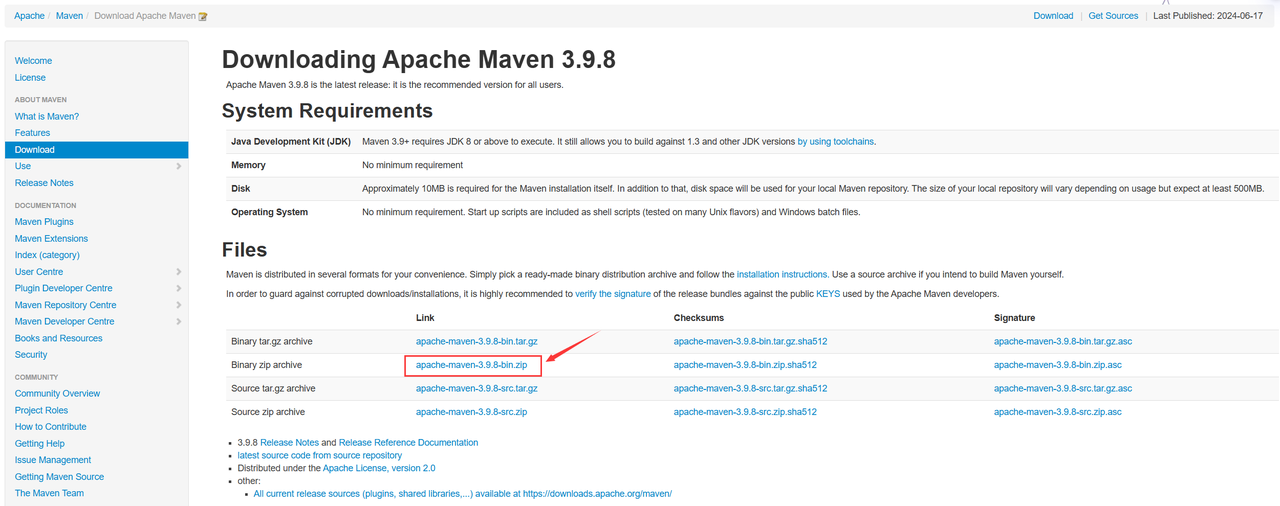 Apache / Maven / Download Apache Maven
Download | Get Sources | Last Published: 2024-06-17
Welcome
License
ABOUT MAVEN
What is Maven?
Features
Download
Use
Release Notes
DOCUMENTATION
Maven Plugins
Maven Extensions
Index (category)
User Centre
Plugin Developer Centre
Maven Repository Centre
Maven Developer Centre
Books and Resources
Security
COMMUNITY
Community Overview
Project Roles
How to Contribute
Getting Help
Issue Management
Getting Maven Source
The Maven Team
Downloading Apache Maven 3.9.8
Apache Maven 3.9.8 is the latest release: it is the recommended version for all users.
System Requirements
Java Development Kit (JDK) Maven 3.9+ requires JDK 8 or above to execute. It still allows you to build against 1.3 and other JDK versions by using toolchains.
Memory No minimum requirement
Disk Approximately 10MB is required for the Maven installation itself. In addition to that, disk space will be used for your local Maven repository. The size of your local repository will vary depending on usage but expect at least 500MB.
Operating System No minimum requirement. Start up scripts are included as shell scripts (tested on many Unix flavors) and Windows batch files.
Files
Maven is distributed in several formats for your convenience. Simply pick a ready-made binary distribution archive and follow the installation instructions. Use a source archive if you intend to build Maven yourself.
In order to guard against corrupted downloads/installations, it is highly recommended to verify the signature of the release bundles against the public KEYS used by the Apache Maven developers.
Link Checksums Signature
Binary tar.gz archive apache-maven-3.9.8-bin.tar.gz apache-maven-3.9.8-bin.tar.gz.sha512 apache-maven-3.9.8-bin.tar.gz.asc
Binary zip archive apache-maven-3.9.8-bin.zip apache-maven-3.9.8-bin.zip.sha512 apache-maven-3.9.8-bin.zip.asc
Source tar.gz archive apache-maven-3.9.8-src.tar.gz apache-maven-3.9.8-src.tar.gz.sha512 apache-maven-3.9.8-src.tar.gz.asc
Source zip archive apache-maven-3.9.8-src.zip apache-maven-3.9.8-src.zip.sha512 apache-maven-3.9.8-src.zip.asc
3.9.8 Release Notes and Release Reference Documentation
latest source code from source repository
Distributed under the Apache License, version 2.0
other:
All current release sources (plugins, shared libraries,...) available at https://downloads.apache.org/maven/